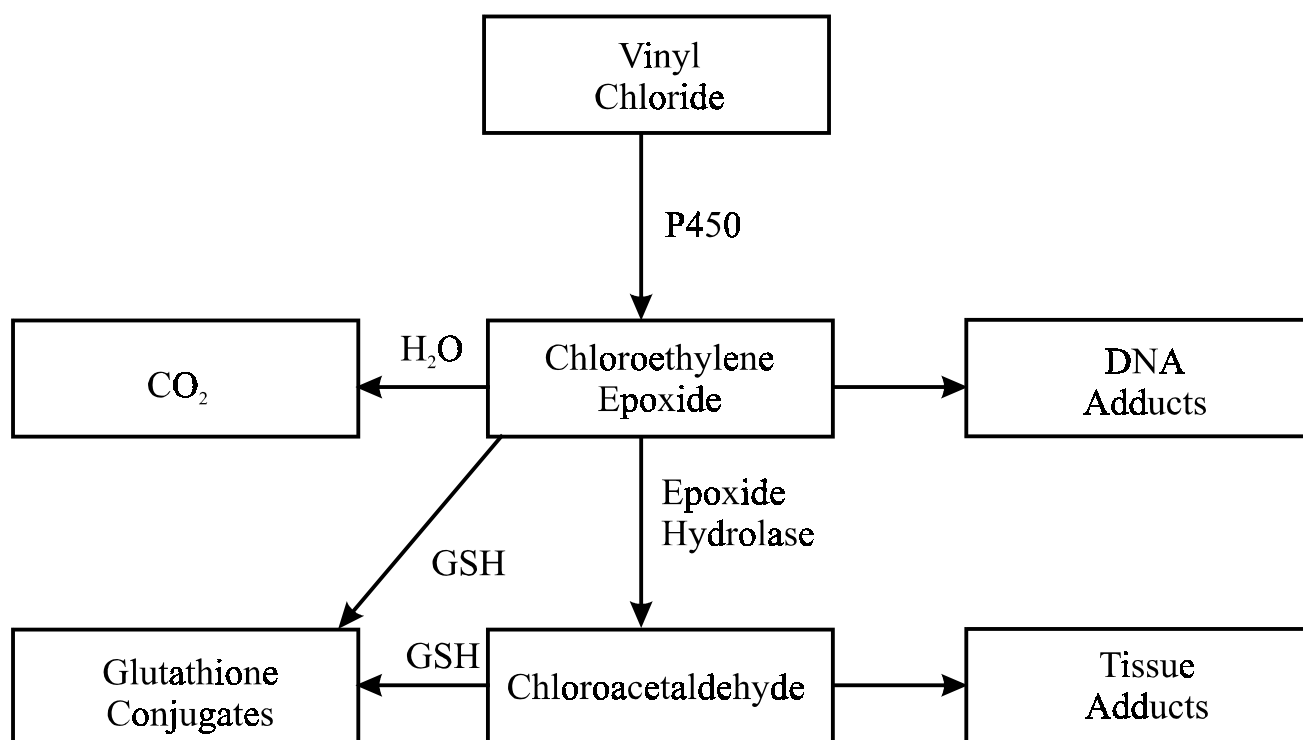 Vinyl
Chloride
P450
H₂O
CO₂
Chloroethylene
Epoxide
DNA
Adducts
Epoxide
Hydrolase
GSH
GSH
Glutathione
Conjugates
Chloroacetaldehyde
Tissue
Adducts